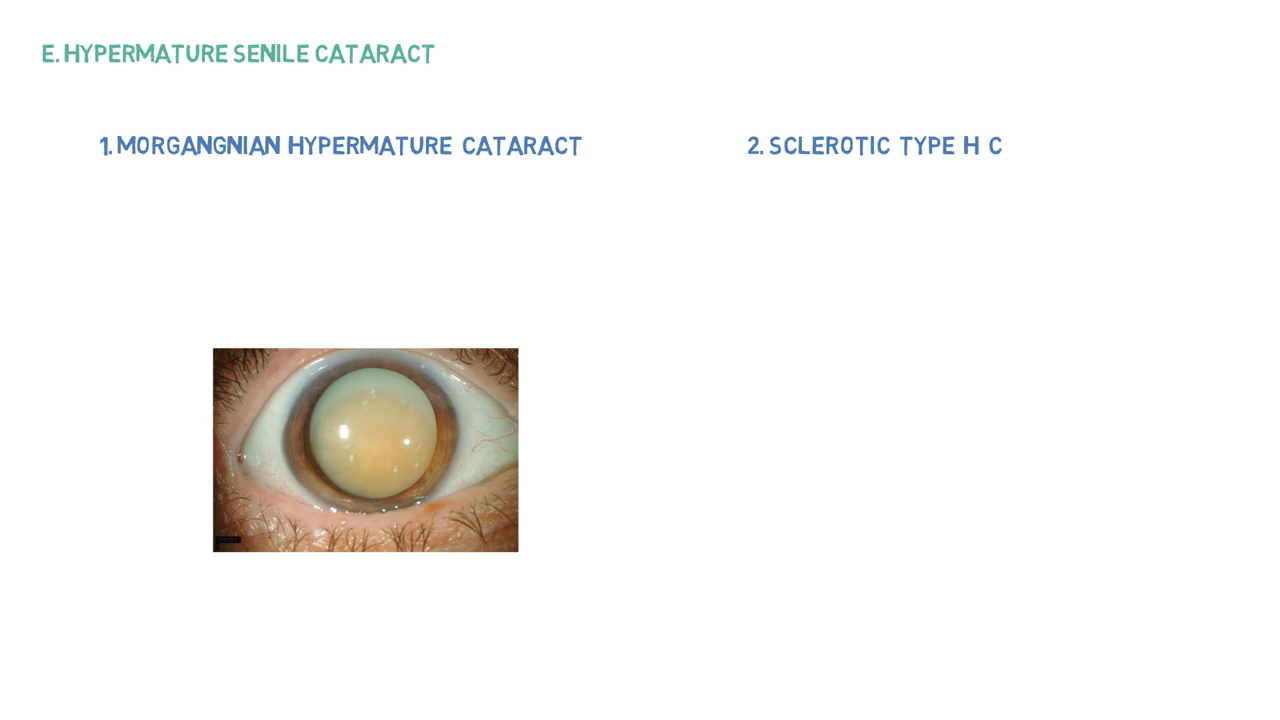 E. HYPERMATURE SENILE CATARACT
1. MORGANGNIAN HYPERMATURE CATARACT
2. SCLEROTIC TYPE H C